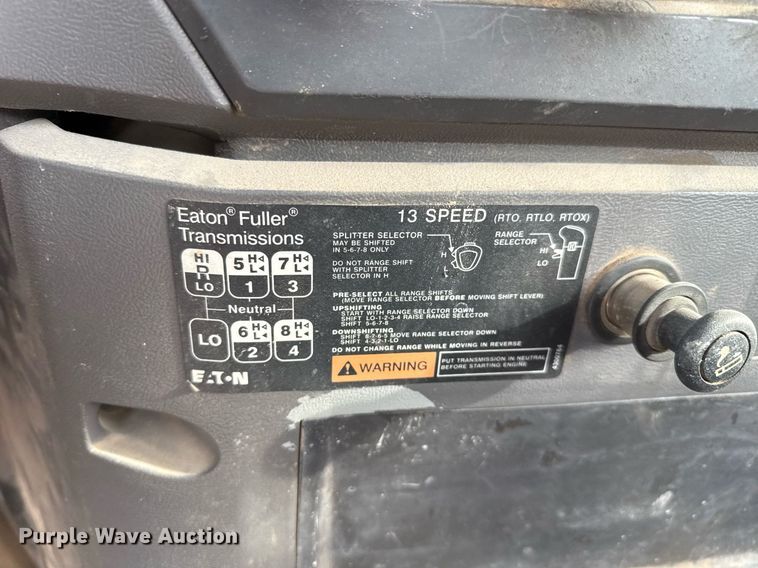 Eaton® Fuller®
Transmissions
13 SPEED (RTO, RTLO, RTOX)
SPLITTER SELECTOR
MAY BE SHIFTED
IN 5-6-7-8 ONLY
DO NOT RANGE SHIFT
WITH SPLITTER
SELECTOR IN H
H
L
RANGE
SELECTOR
HI
LO
HI
R
LO
5 H
L
1
7 H
L
3
Neutral
LO
6 H
L
2
8 H
L
4
PRE-SELECT ALL RANGE SHIFTS
(MOVE RANGE SELECTOR BEFORE MOVING SHIFT LEVER)
UPSHIFTING
START WITH RANGE SELECTOR DOWN
SHIFT LO-1-2-3-4 RAISE RANGE SELECTOR
SHIFT 5-6-7-8
DOWNSHIFTING
SHIFT 8-7-6-5 MOVE RANGE SELECTOR DOWN
SHIFT 4-3-2-1-LO
DO NOT CHANGE RANGE WHILE MOVING IN REVERSE
WARNING
PUT TRANSMISSION IN NEUTRAL
BEFORE STARTING ENGINE
EATON
Purple Wave Auction